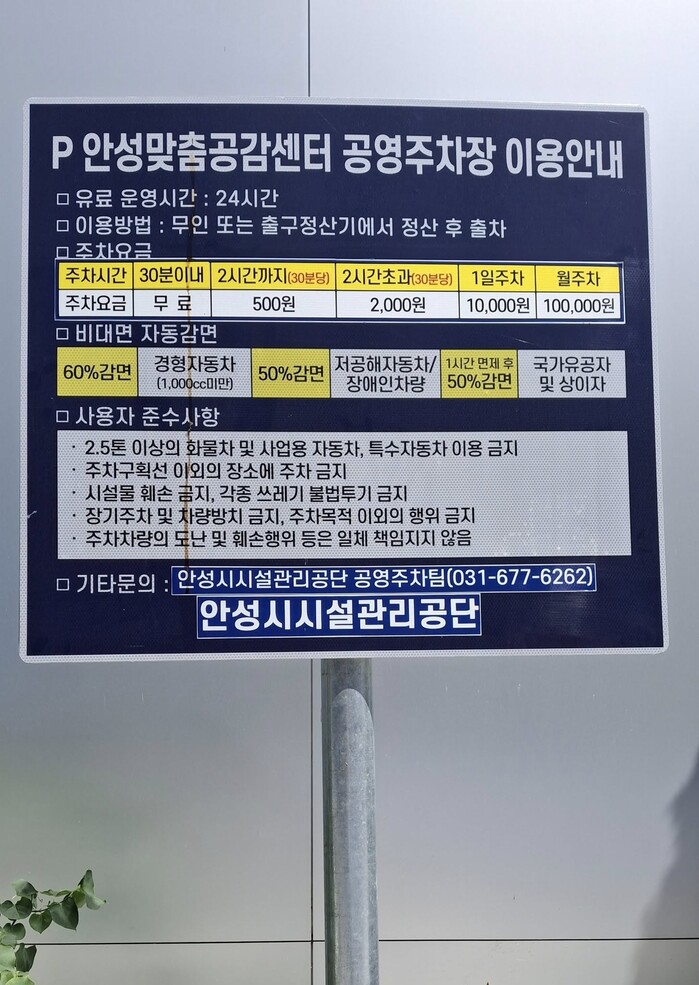 P 안성맞춤공감센터 공영주차장 이용안내
□ 유료 운영시간 : 24시간
□ 이용방법 : 무인 또는 출구정산기에서 정산 후 출차
□ 주차요금
주차시간 30분이내 2시간까지(30분당) 2시간초과(30분당) 1일주차 월주차
주차요금 무 료 500원 2,000원 10,000원 100,000원
□ 비대면 자동감면
60%감면 경형자동차 (1,000cc미만) 50%감면 저공해자동차/ 장애인차량 1시간 면제 후 50%감면 국가유공자 및 상이자
□ 사용자 준수사항
· 2.5톤 이상의 화물차 및 사업용 자동차, 특수자동차 이용 금지
· 주차구획선 이외의 장소에 주차 금지
· 시설물 훼손 금지, 각종 쓰레기 불법투기 금지
· 장기주차 및 차량방치 금지, 주차목적 이외의 행위 금지
· 주차차량의 도난 및 훼손행위 등은 일체 책임지지 않음
□ 기타문의 : 안성시시설관리공단 공영주차팀(031-677-6262)
안성시시설관리공단